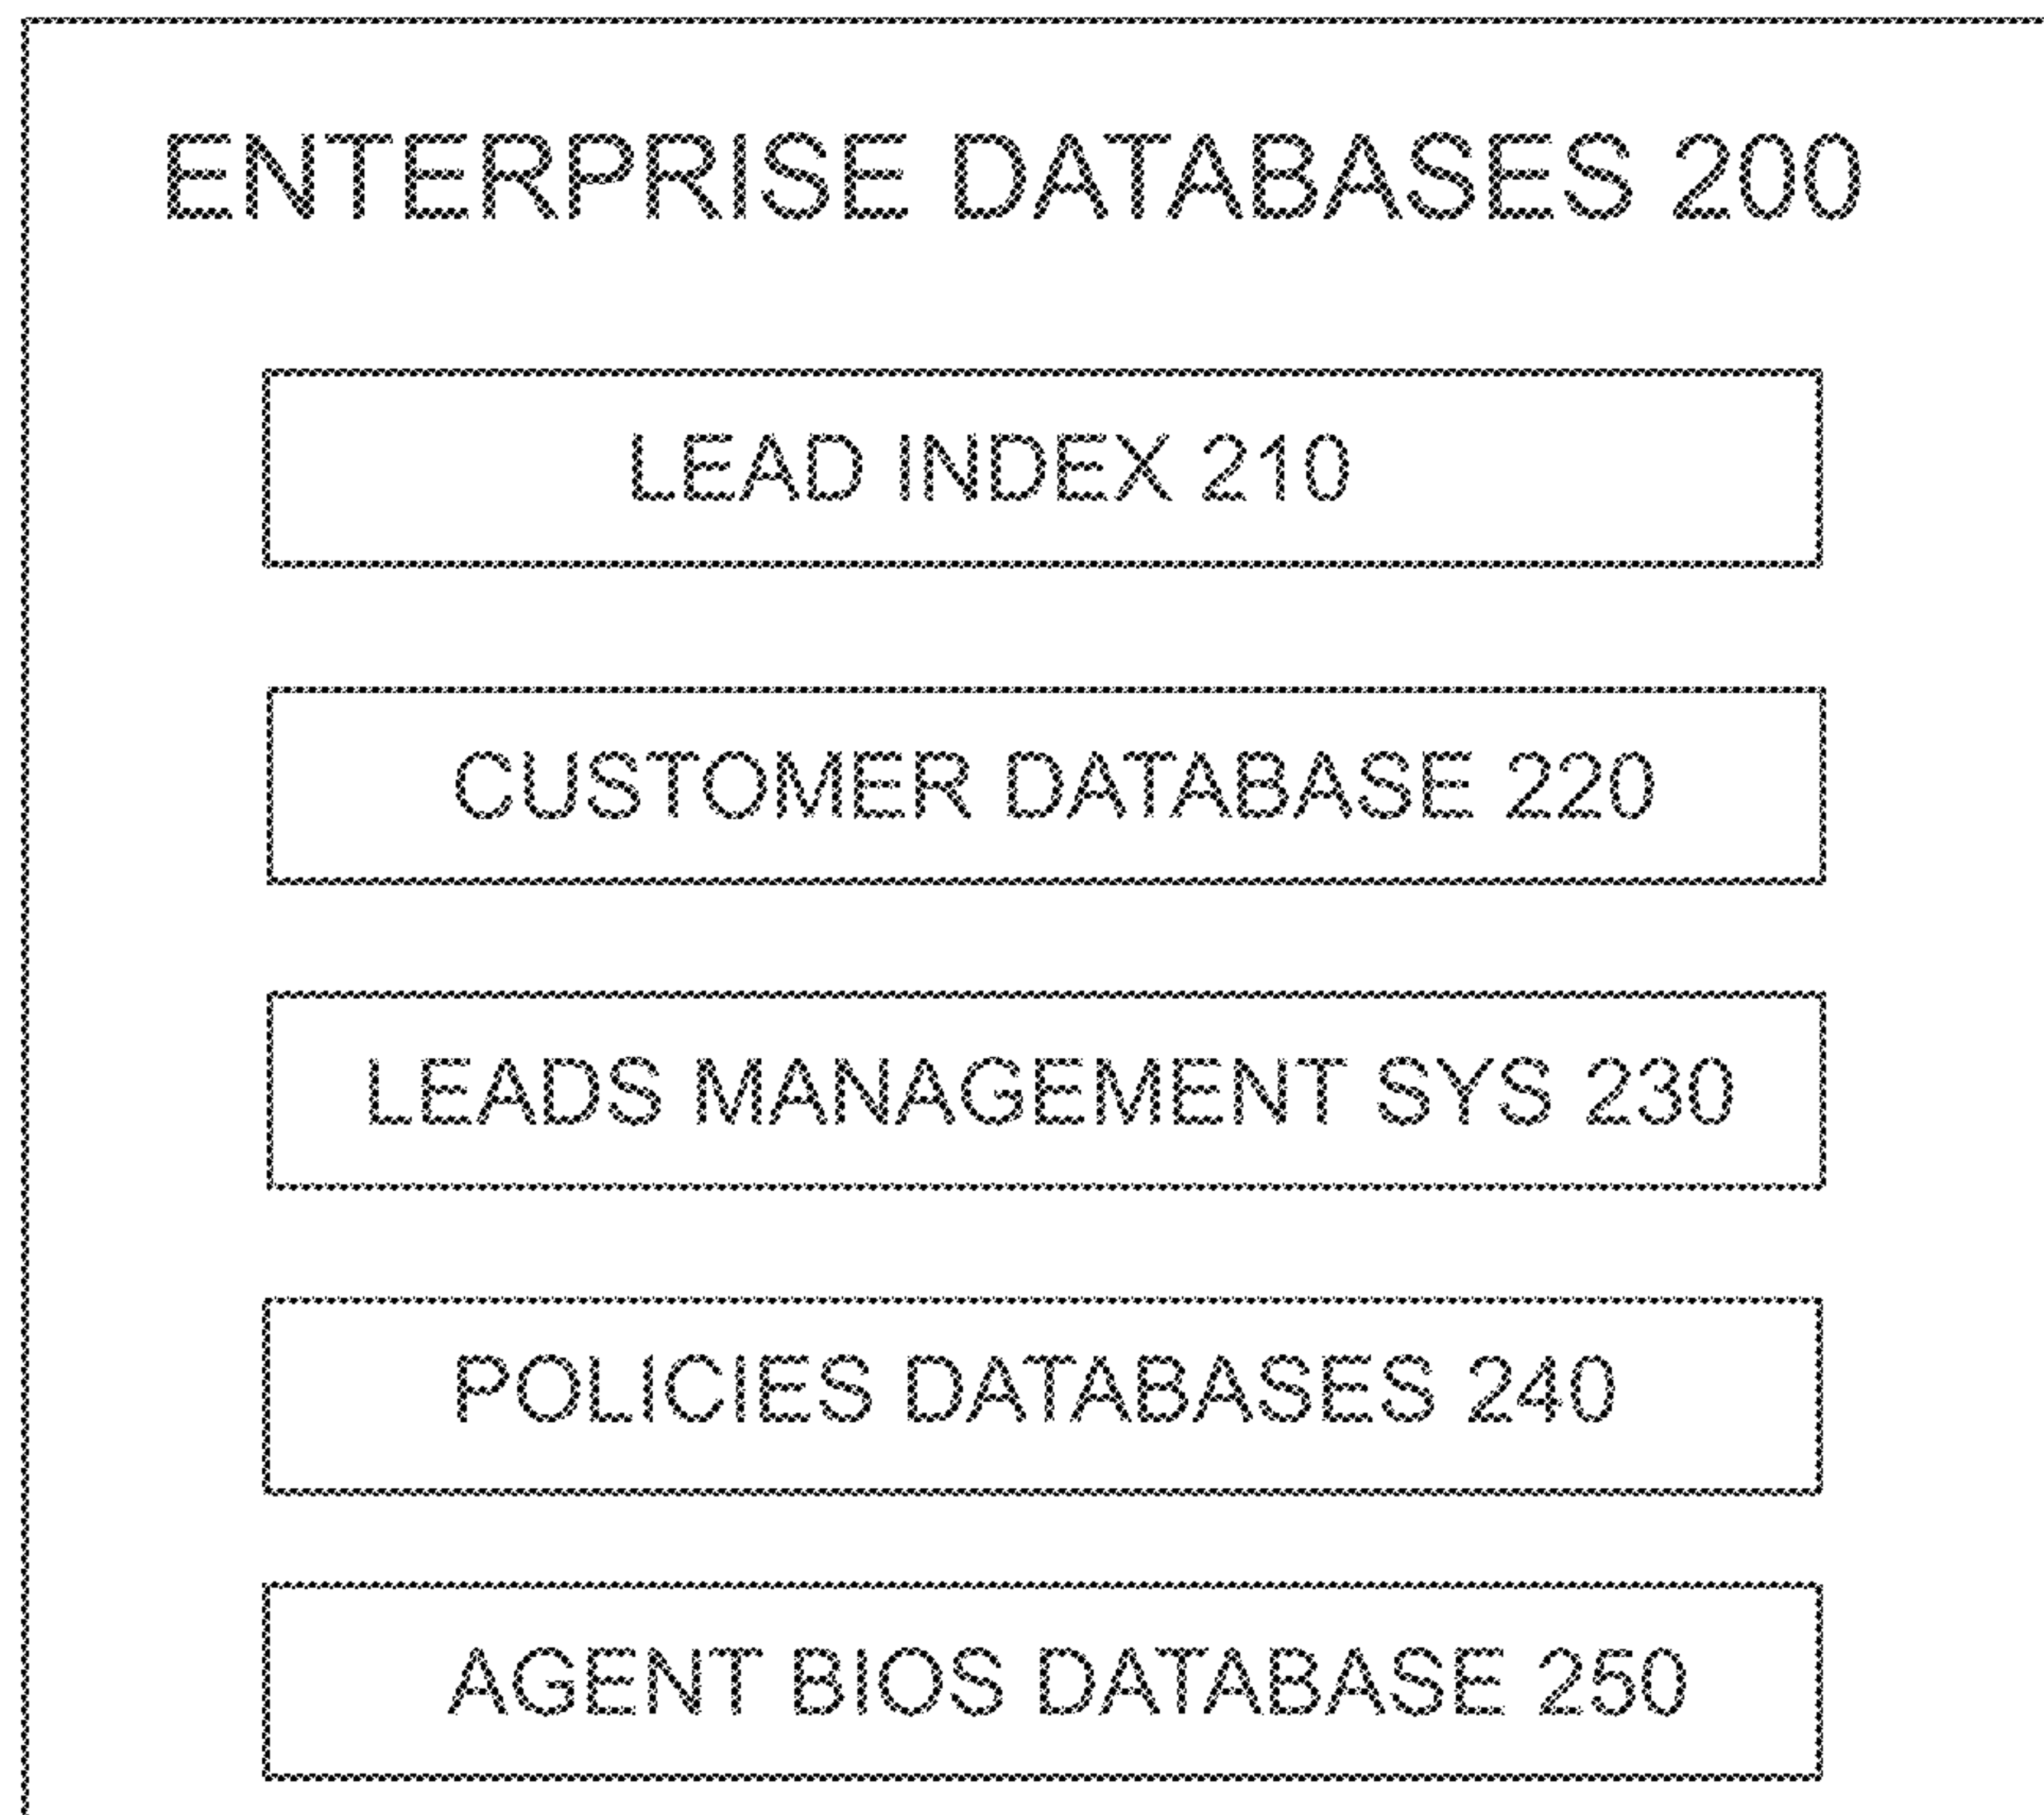 ENTERPRISE DATABASES 200
LEAD INDEX 210
CUSTOMER DATABASE 220
LEADS MANAGEMENT SYS 230
POLICIES DATABASES 240
AGENT BIOS DATABASE 250